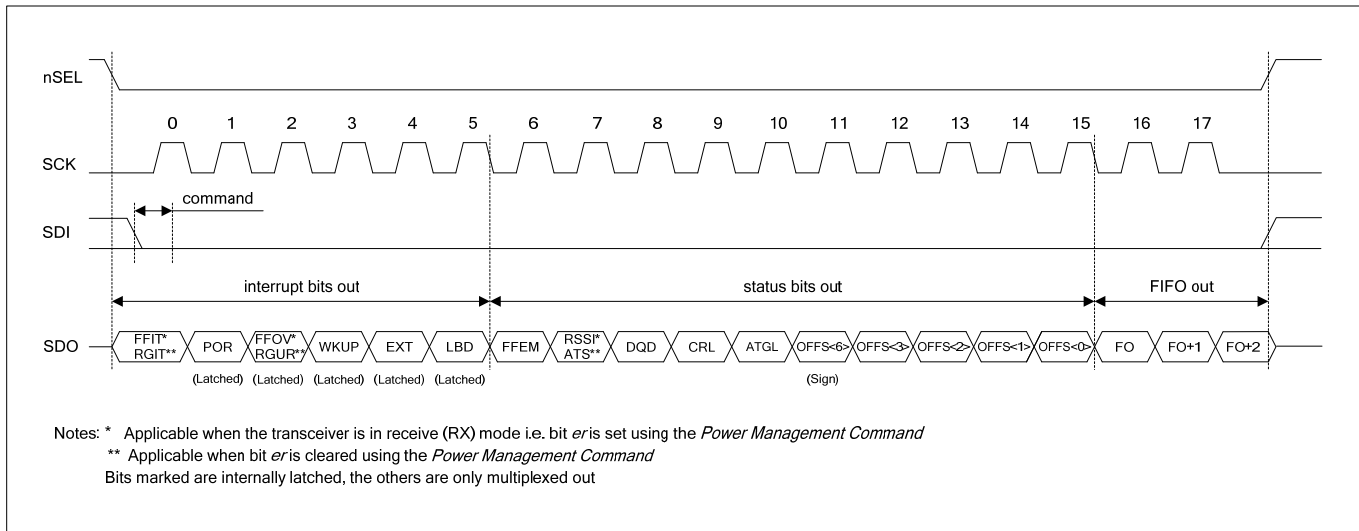 nSEL
0 1 2 3 4 5 6 7 8 9 10 11 12 13 14 15 16 17
SCK
command
SDI
interrupt bits out
status bits out
FIFO out
SDO
FFIT* RGIT**
POR
FFOV* RGUR**
WKUP
EXT
LBD
FFEM
RSSI* ATS**
DQD
CRL
ATGL
OFFS<6>
OFFS<3>
OFFS<2>
OFFS<1>
OFFS<0>
FO
FO+1
FO+2
(Latched) (Latched) (Latched) (Latched) (Latched) (Sign)
Notes: * Applicable when the transceiver is in receive (RX) mode i.e. bit er is set using the Power Management Command
** Applicable when bit er is cleared using the Power Management Command
Bits marked are internally latched, the others are only multiplexed out